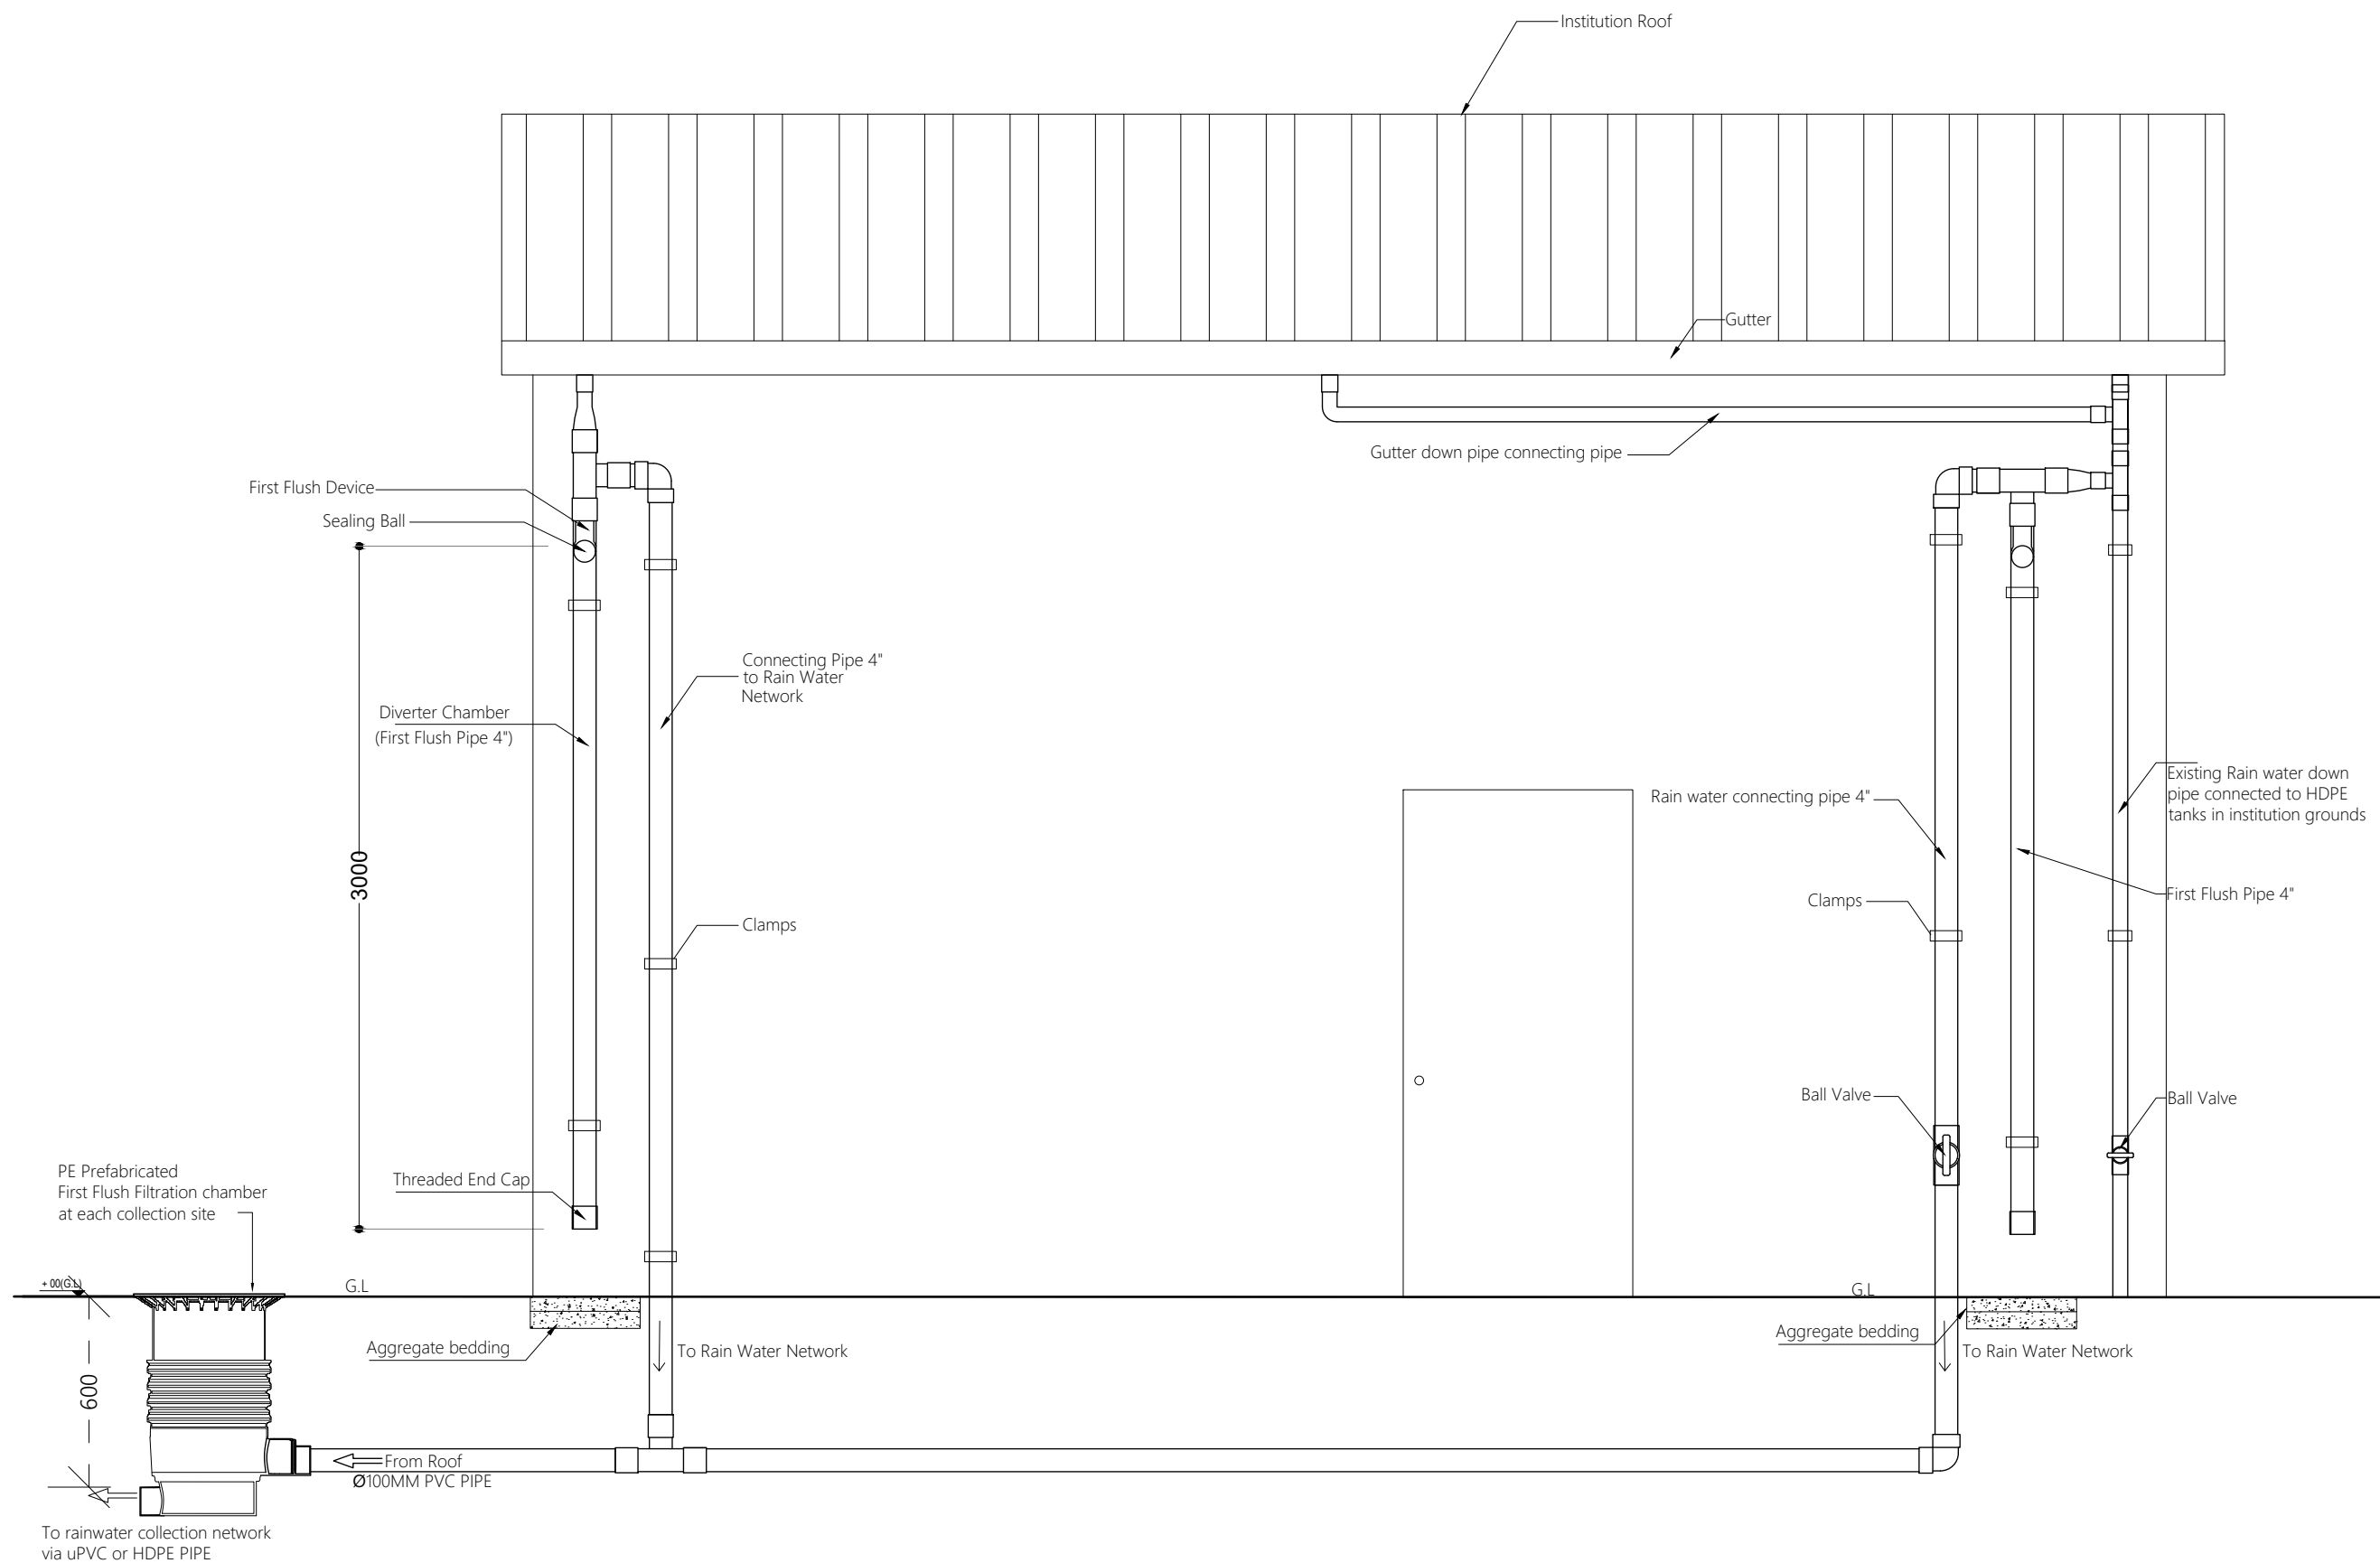 Institution Roof
Gutter
Gutter down pipe connecting pipe
First Flush Device
Sealing Ball
Connecting Pipe 4"
to Rain Water
Network
Diverter Chamber
(First Flush Pipe 4")
3000
Rain water connecting pipe 4"
Existing Rain water down
pipe connected to HDPE
tanks in institution grounds
First Flush Pipe 4"
Clamps
Clamps
Ball Valve
Ball Valve
Threaded End Cap
PE Prefabricated
First Flush Filtration chamber
at each collection site
+ 00(G.L)
G.L
G.L
Aggregate bedding
To Rain Water Network
Aggregate bedding
To Rain Water Network
600
From Roof
Ø100MM PVC PIPE
To rainwater collection network
via uPVC or HDPE PIPE